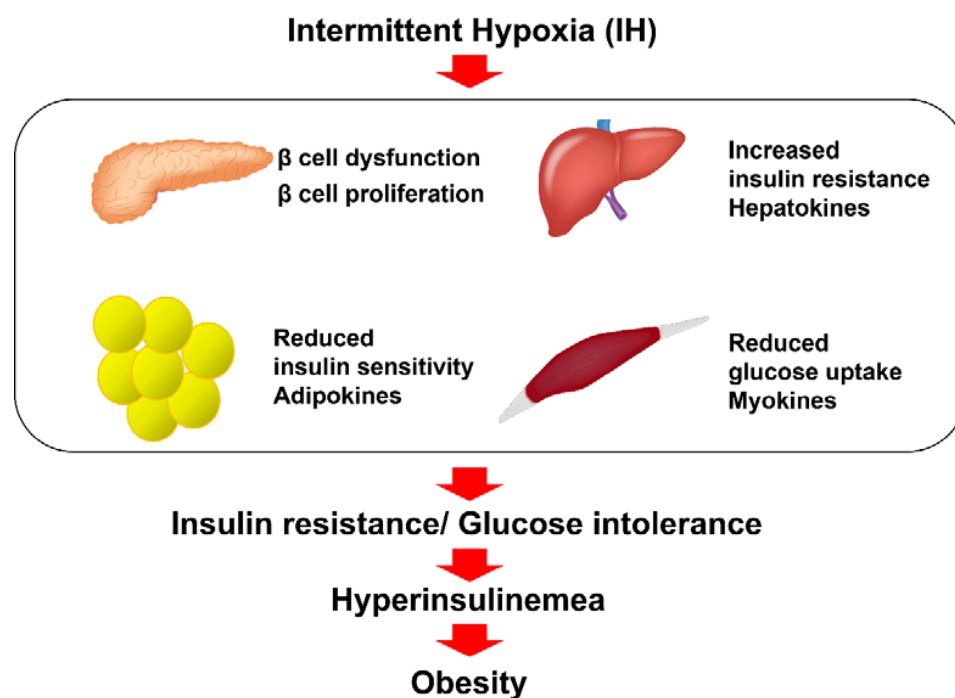 Intermittent Hypoxia (IH)
β cell dysfunction
β cell proliferation
Increased
insulin resistance
Hepatokines
Reduced
insulin sensitivity
Adipokines
Reduced
glucose uptake
Myokines
Insulin resistance/ Glucose intolerance
Hyperinsulinemea
Obesity